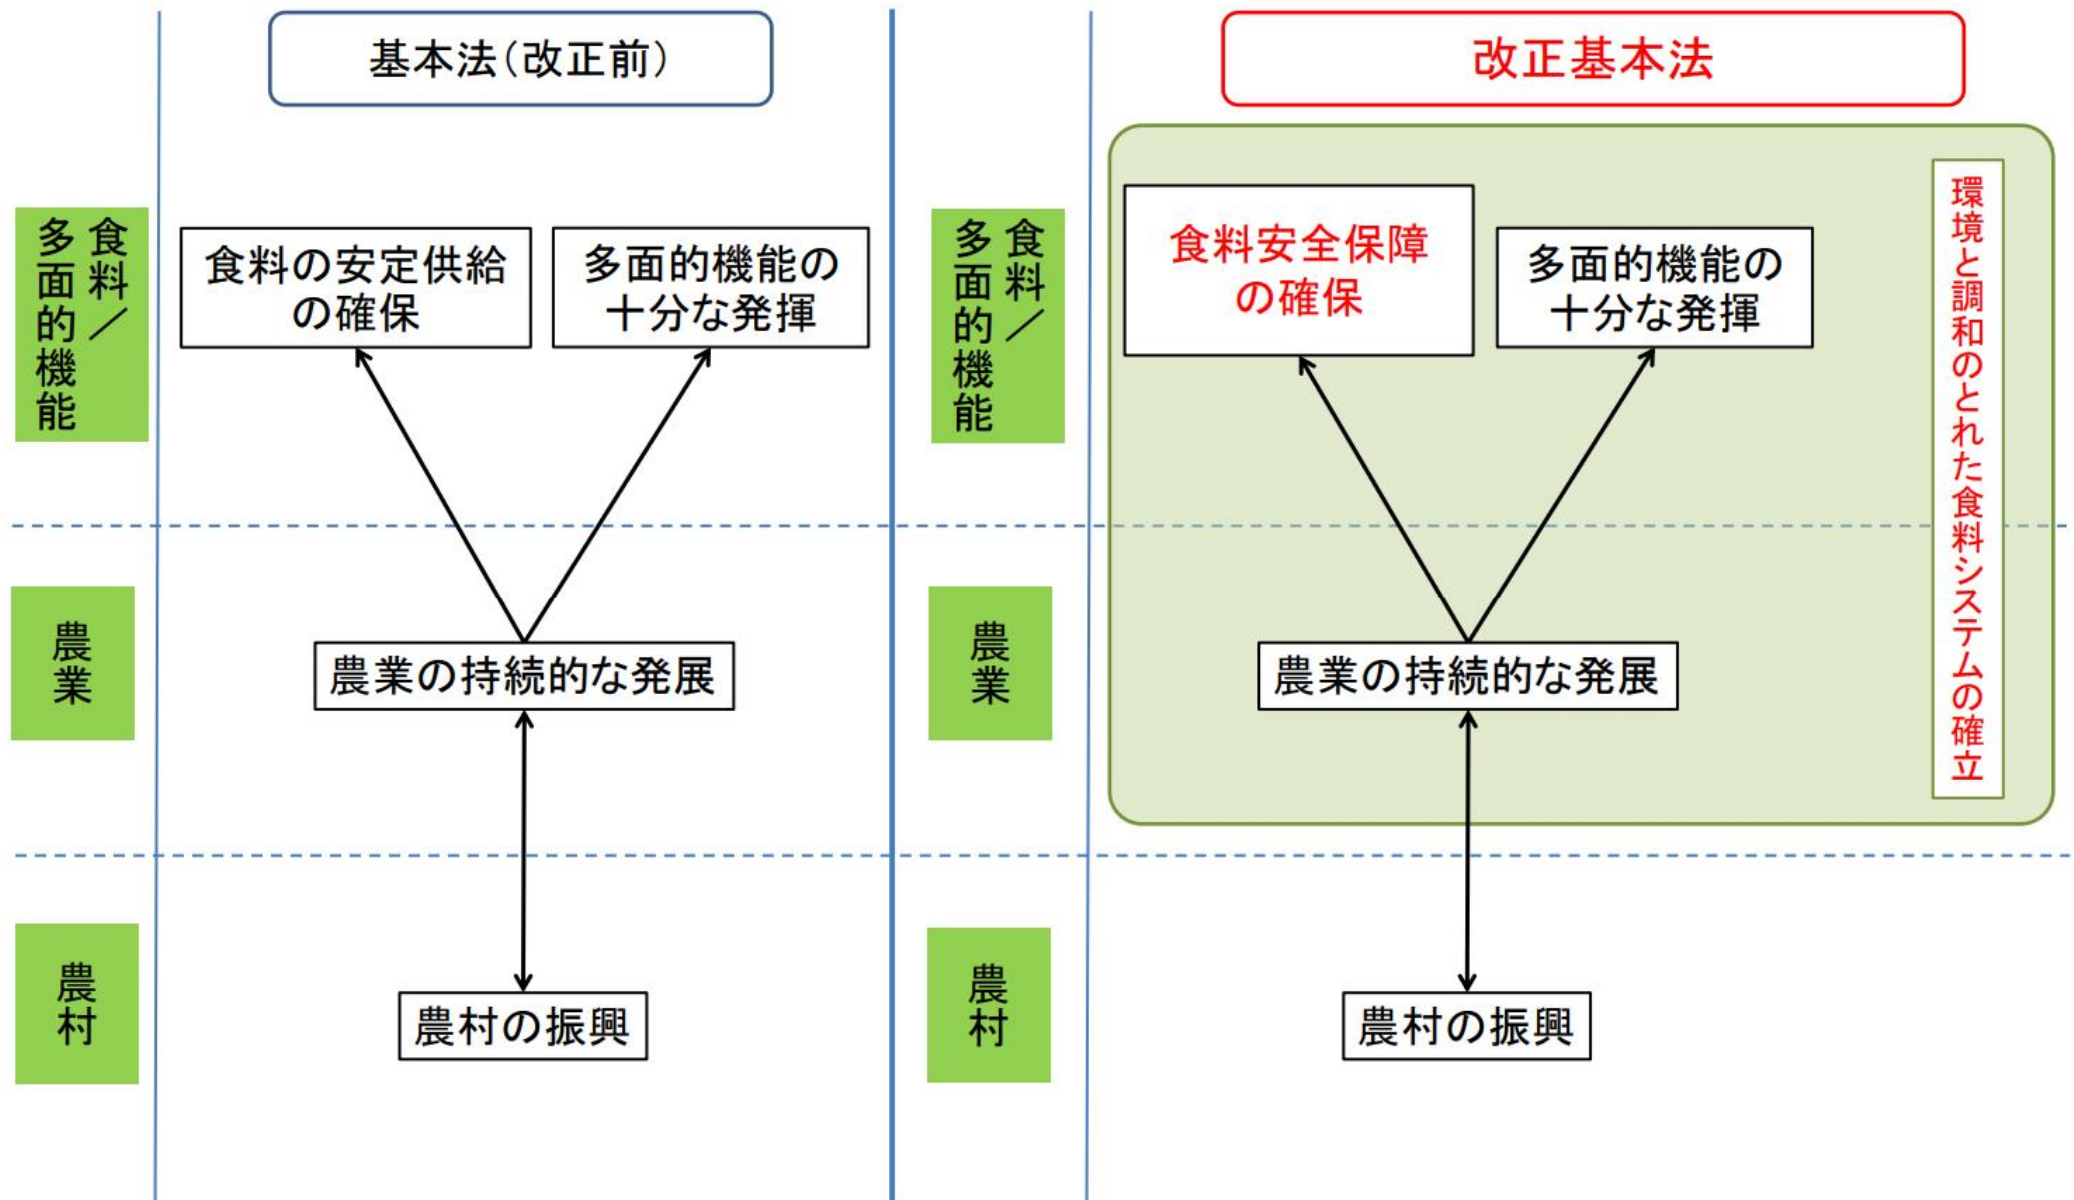 基本法（改正前）
食料／
多面的機能
食料の安定供給
の確保
多面的機能の
十分な発揮
農業
農業の持続的な発展
農村
農村の振興
改正基本法
食料／
多面的機能
食料安全保障
の確保
多面的機能の
十分な発揮
環境と調和のとれた食料システムの確立
農業
農業の持続的な発展
農村
農村の振興